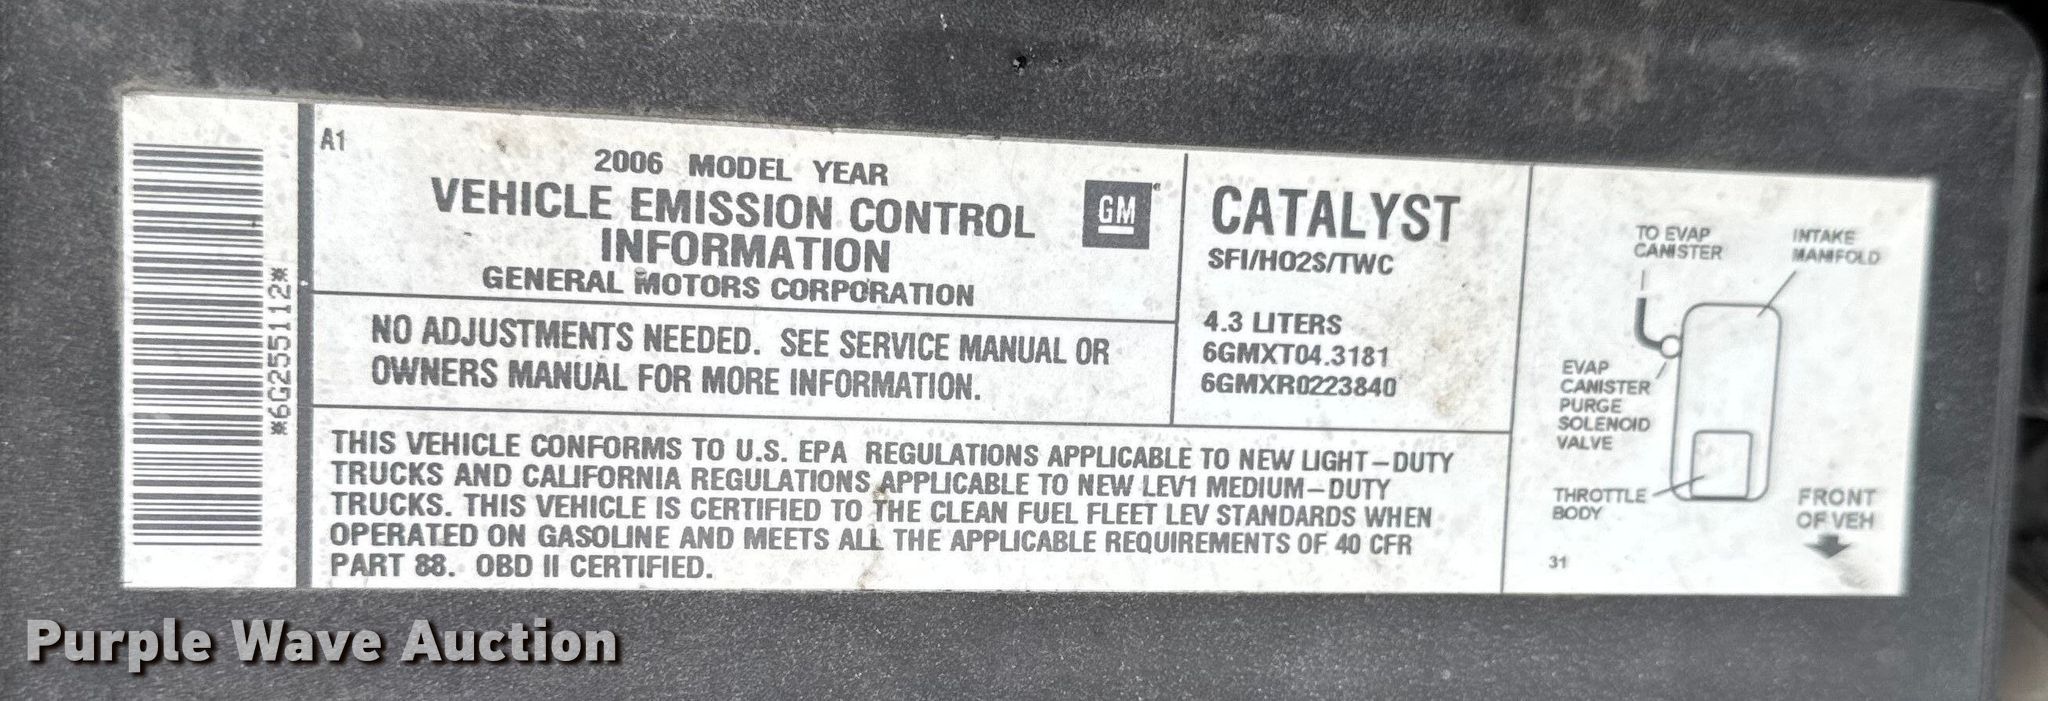 A1
2006 MODEL YEAR
VEHICLE EMISSION CONTROL
INFORMATION
GENERAL MOTORS CORPORATION
GM
NO ADJUSTMENTS NEEDED. SEE SERVICE MANUAL OR
OWNERS MANUAL FOR MORE INFORMATION.
*6G255112*
CATALYST
SFI/HO2S/TWC
4.3 LITERS
6GMXT04.3181
6GMXR0223840
THIS VEHICLE CONFORMS TO U.S. EPA REGULATIONS APPLICABLE TO NEW LIGHT-DUTY
TRUCKS AND CALIFORNIA REGULATIONS APPLICABLE TO NEW LEV1 MEDIUM-DUTY
TRUCKS. THIS VEHICLE IS CERTIFIED TO THE CLEAN FUEL FLEET LEV STANDARDS WHEN
OPERATED ON GASOLINE AND MEETS ALL THE APPLICABLE REQUIREMENTS OF 40 CFR
PART 88. OBD II CERTIFIED.
TO EVAP
CANISTER
INTAKE
MANIFOLD
EVAP
CANISTER
PURGE
SOLENOID
VALVE
THROTTLE
BODY
FRONT
OF VEH
31
Purple Wave Auction